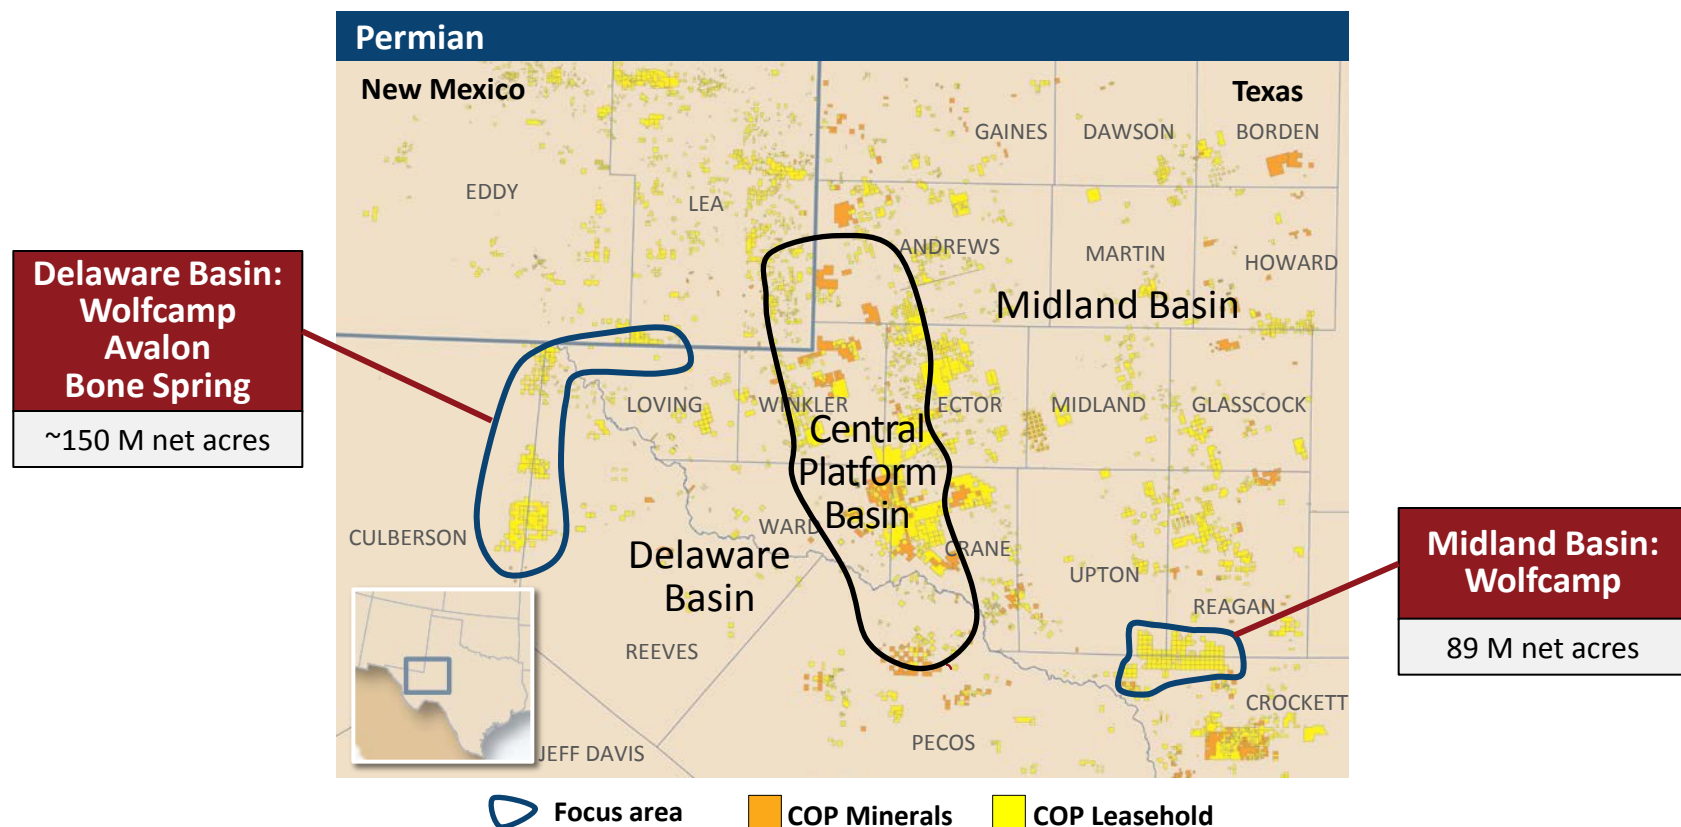 Permian
New Mexico
Texas
GAINES
DAWSON
BORDEN
EDDY
LEA
ANDREWS
MARTIN
HOWARD
Midland Basin
Delaware Basin:
Wolfcamp
Avalon
Bone Spring
~150 M net acres
LOVING
WINKLER
ECTOR
MIDLAND
GLASSCOCK
Central
Platform
Basin
CULBERSON
WARD
CRANE
Delaware
Basin
UPTON
REAGAN
Midland Basin:
Wolfcamp
89 M net acres
REEVES
CROCKETT
PECOS
JEFF DAVIS
Focus area
COP Minerals
COP Leasehold